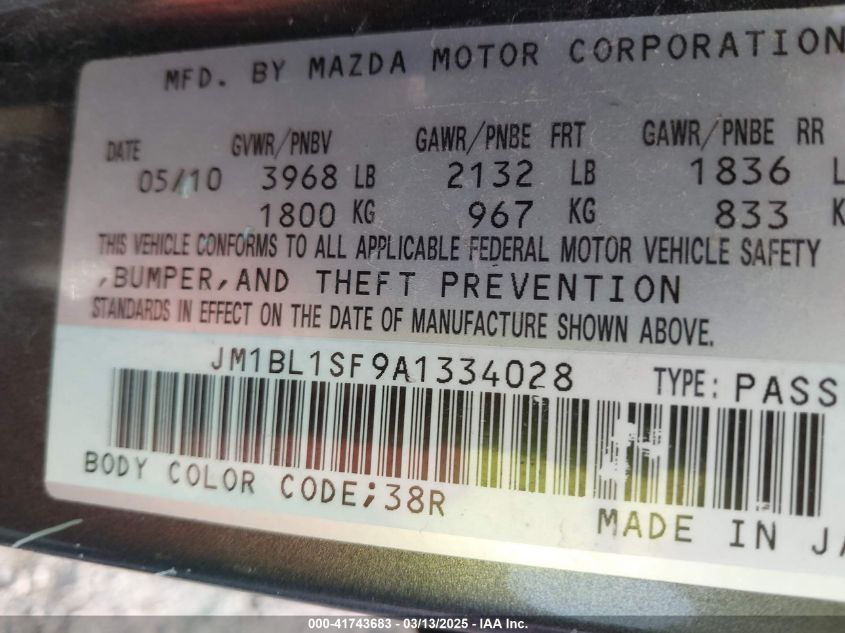 MFD. BY MAZDA MOTOR CORPORATION
DATE GVWR/PNBV GAWR/PNBE FRT GAWR/PNBE RR
05/10 3968 LB 2132 LB 1836 L
1800 KG 967 KG 833 K
THIS VEHICLE CONFORMS TO ALL APPLICABLE FEDERAL MOTOR VEHICLE SAFETY
,BUMPER,AND THEFT PREVENTION
STANDARDS IN EFFECT ON THE DATE OF MANUFACTURE SHOWN ABOVE.
JM1BL1SF9A1334028 TYPE: PASS
BODY COLOR CODE;38R
MADE IN JA
000-41743683 - 03/13/2025 - IAA Inc.